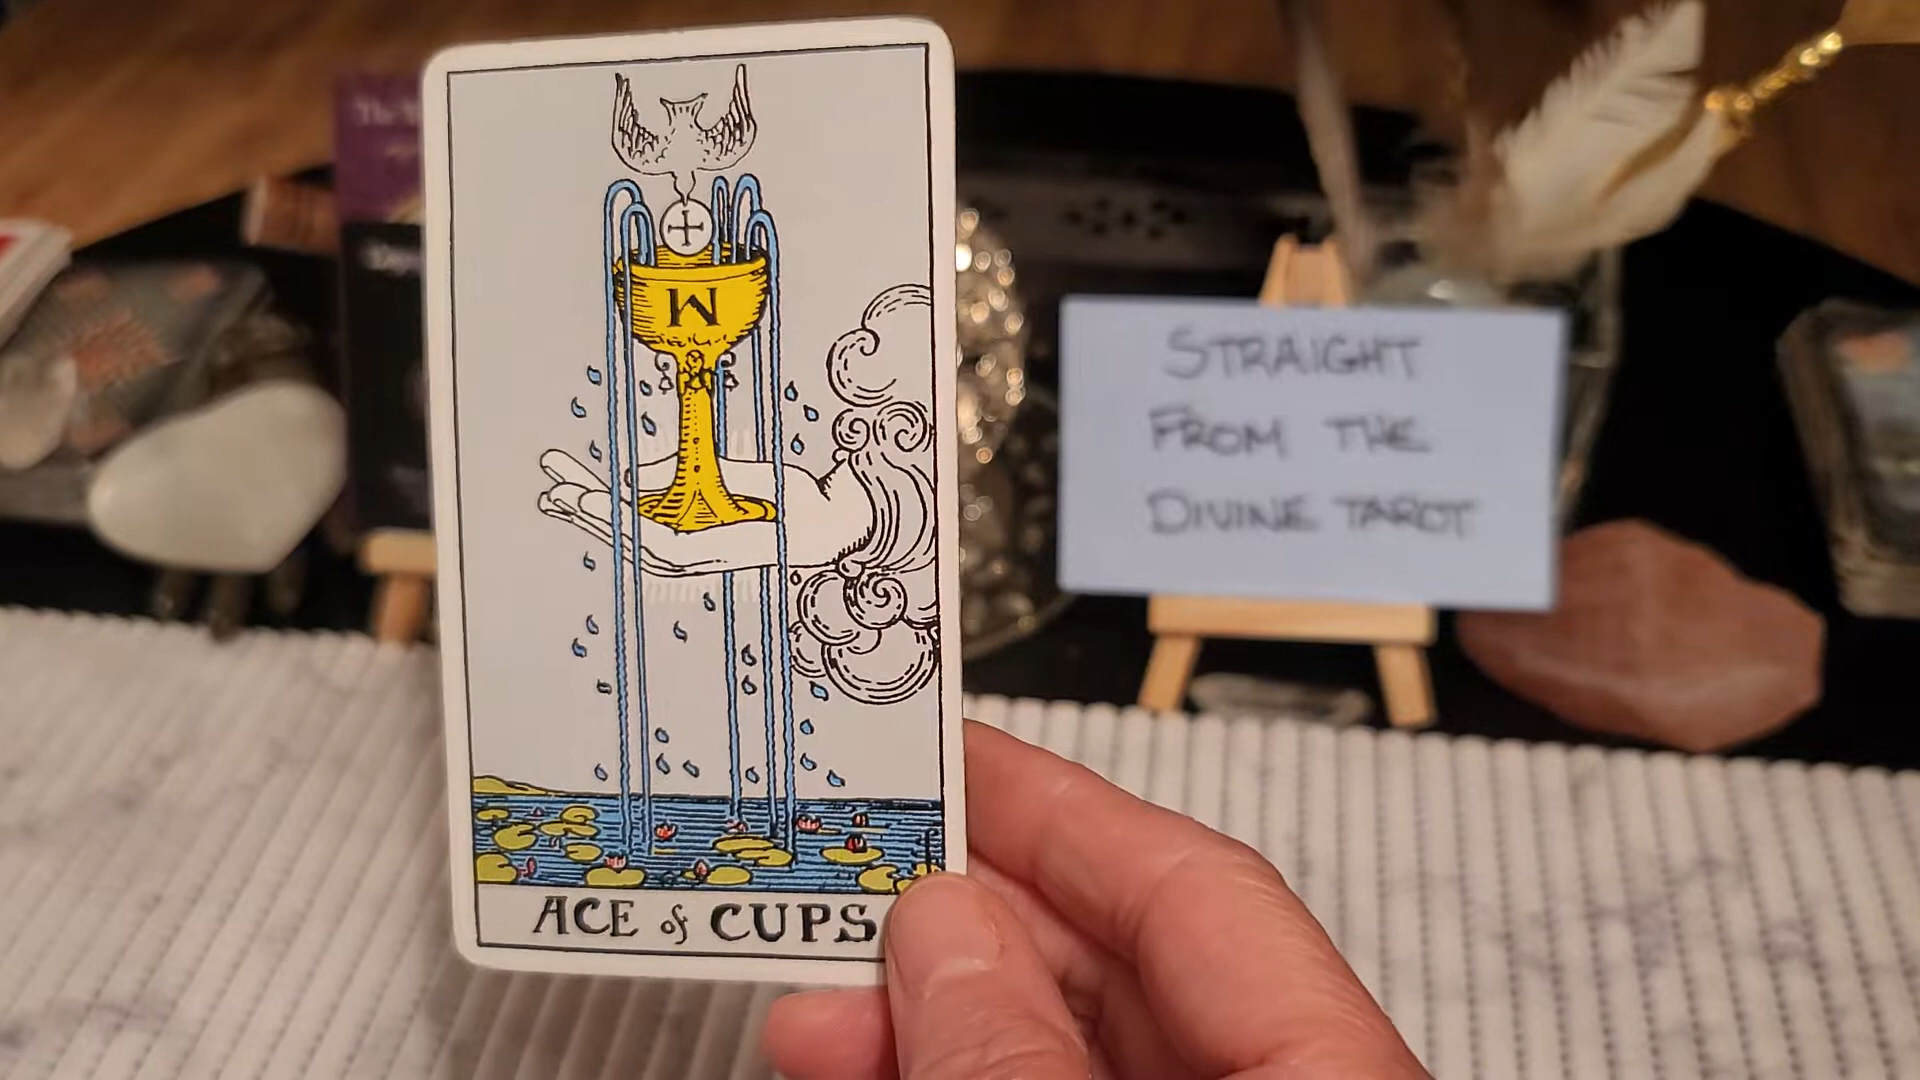 W
ACE of CUPS
STRAIGHT
FROM THE
DIVINE TAROT